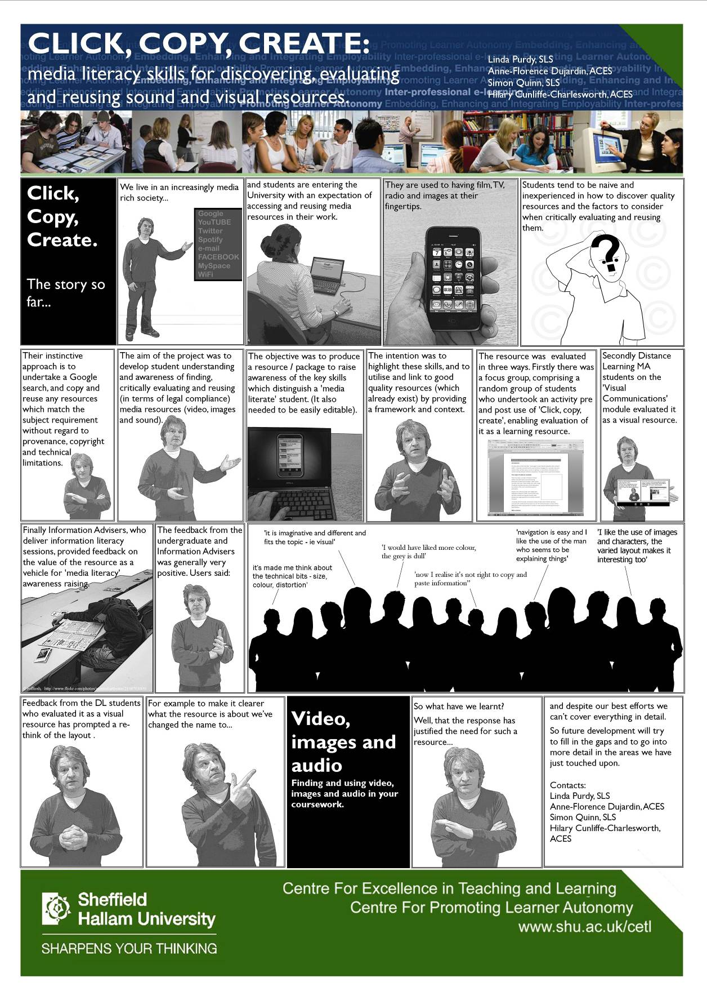 CLICK, COPY, CREATE:
media literacy skills for discovering, evaluating
and reusing sound and visual resources.
Linda Purdy, SLS
Anne-Florence Dujardin, ACES
Simon Quinn, SLS
Hilary Cunliffe-Charlesworth, ACES
Click,
Copy,
Create.
The story so
far...
We live in an increasingly media
rich society...
Google
YouTUBE
Twitter
Spotify
e-mail
FACEBOOK
MySpace
WiFi
and students are entering the
University with an expectation of
accessing and reusing media
resources in their work.
They are used to having film, TV,
radio and images at their
fingertips.
Students tend to be naive and
inexperienced in how to discover quality
resources and the factors to consider
when critically evaluating and reusing
them.
?
Their instinctive
approach is to
undertake a Google
search, and copy and
reuse any resources
which match the
subject requirement
without regard to
provenance, copyright
and technical
limitations.
The aim of the project was to
develop student understanding
and awareness of finding,
critically evaluating and reusing
(in terms of legal compliance)
media resources (video, images
and sound).
The objective was to produce
a resource / package to raise
awareness of the key skills
which distinguish a 'media
literate' student. (It also
needed to be easily editable).
The intention was to
highlight these skills, and to
utilise and link to good
quality resources (which
already exist) by providing
a framework and context.
The resource was evaluated
in three ways. Firstly there was
a focus group, comprising a
random group of students
who undertook an activity pre
and post use of 'Click, copy,
create', enabling evaluation of
it as a learning resource.
Secondly Distance
Learning MA
students on the
'Visual
Communications'
module evaluated it
as a visual resource.
Finally Information Advisers, who
deliver information literacy
sessions, provided feedback on
the value of the resource as a
vehicle for 'media literacy'
awareness raising.
The feedback from the
undergraduate and
Information Advisers
was generally very
positive. Users said:
'it is imaginative and different and
fits the topic - ie visual'
it's made me think about
the technical bits - size,
colour, distortion'
'I would have liked more colour,
the grey is dull'
'now I realise it's not right to copy and
paste information''
'navigation is easy and I
like the use of the man
who seems to be
explaining things'
'I like the use of images
and characters, the
varied layout makes it
interesting too'
Feedback from the DL students
who evaluated it as a visual
resource has prompted a re-
think of the layout .
For example to make it clearer
what the resource is about we've
changed the name to...
Video,
images and
audio
Finding and using video,
images and audio in your
coursework.
So what have we learnt?
Well, that the response has
justified the need for such a
resource...
and despite our best efforts we
can't cover everything in detail.
So future development will try
to fill in the gaps and to go into
more detail in the areas we have
just touched upon.
Contacts:
Linda Purdy, SLS
Anne-Florence Dujardin, ACES
Simon Quinn, SLS
Hilary Cunliffe-Charlesworth,
ACES
Sheffield
Hallam University
SHARPENS YOUR THINKING
Centre For Excellence in Teaching and Learning
Centre For Promoting Learner Autonomy
www.shu.ac.uk/cetl